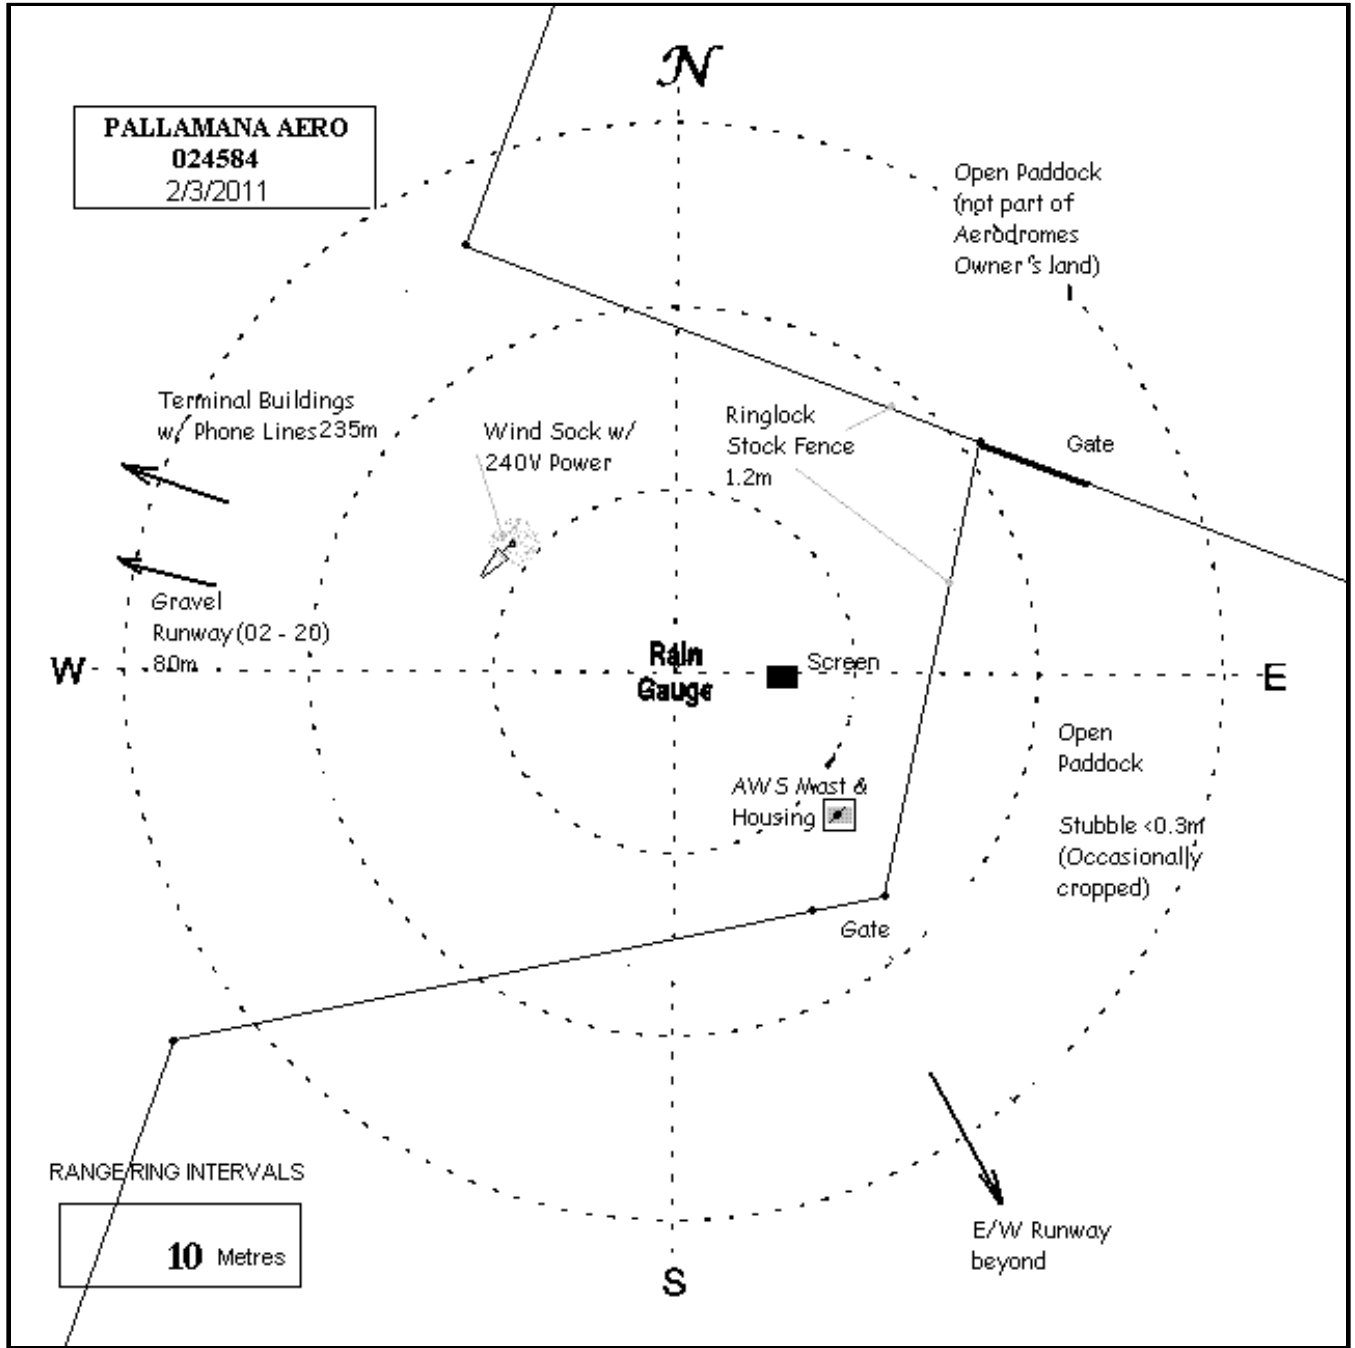 N
PALLAMANA AERO
024584
2/3/2011
Open Paddock
(not part of
Aerodromes
Owner's land)
Terminal Buildings
w/ Phone Lines 235m
Wind Sock w/
240V Power
Ringlock
Stock Fence
1.2m
Gate
Gravel
Runway (02 - 20)
80m
W
Rain
Gauge
Screen
E
Open
Paddock
AWS Mast &
Housing
Stubble <0.3m
(Occasionally
cropped)
Gate
RANGE RING INTERVALS
10 Metres
E/W Runway
beyond
S